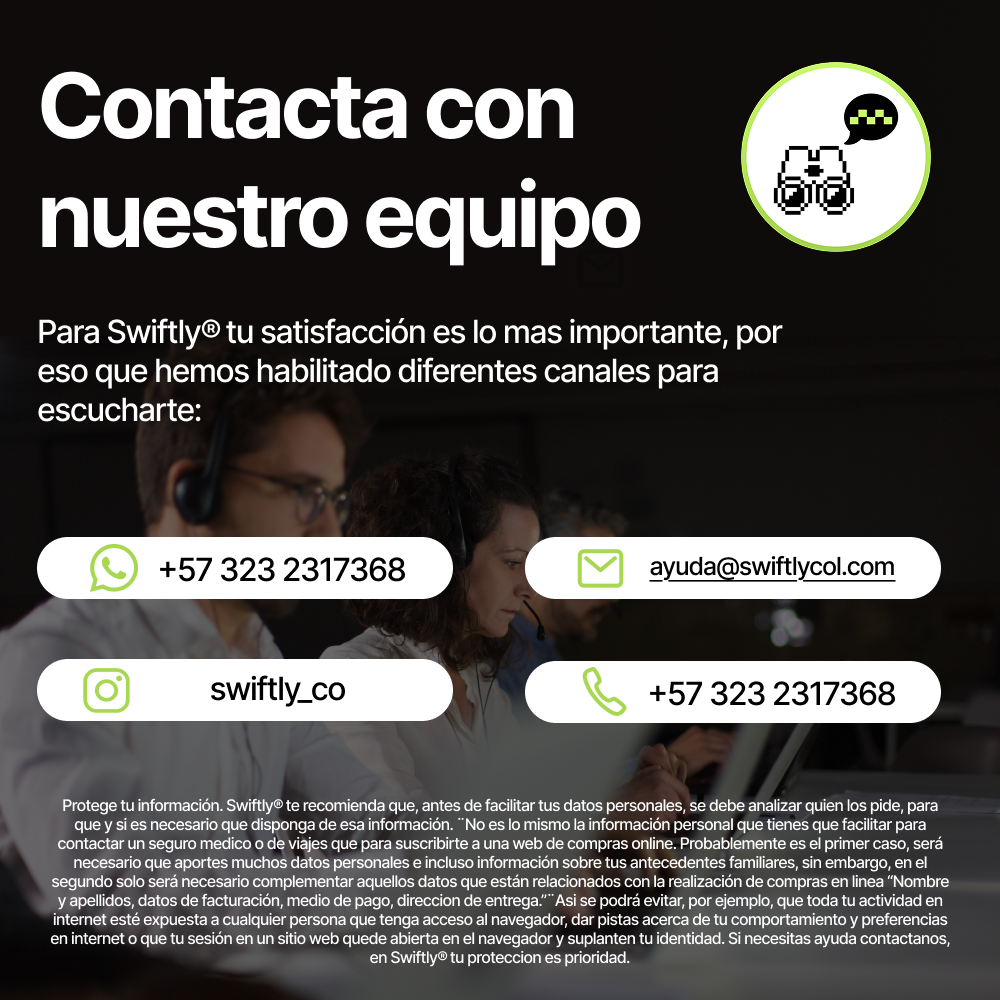 Contacta con
nuestro equipo
Para Swiftly® tu satisfacción es lo mas importante, por
eso que hemos habilitado diferentes canales para
escucharte:
+57 323 2317368
ayuda@swiftlycol.com
swiftly_co
+57 323 2317368
Protege tu información. Swiftly® te recomienda que, antes de facilitar tus datos personales, se debe analizar quien los pide, para
que y si es necesario que disponga de esa información. ¨No es lo mismo la información personal que tienes que facilitar para
contactar un seguro medico o de viajes que para suscribirte a una web de compras online. Probablemente es el primer caso, será
necesario que aportes muchos datos personales e incluso información sobre tus antecedentes familiares, sin embargo, en el
segundo solo será necesario complementar aquellos datos que están relacionados con la realización de compras en linea “Nombre
y apellidos, datos de facturación, medio de pago, direccion de entrega.”¨Asi se podrá evitar, por ejemplo, que toda tu actividad en
internet esté expuesta a cualquier persona que tenga acceso al navegador, dar pistas acerca de tu comportamiento y preferencias
en internet o que tu sesión en un sitio web quede abierta en el navegador y suplanten tu identidad. Si necesitas ayuda contactanos,
en Swiftly® tu proteccion es prioridad.